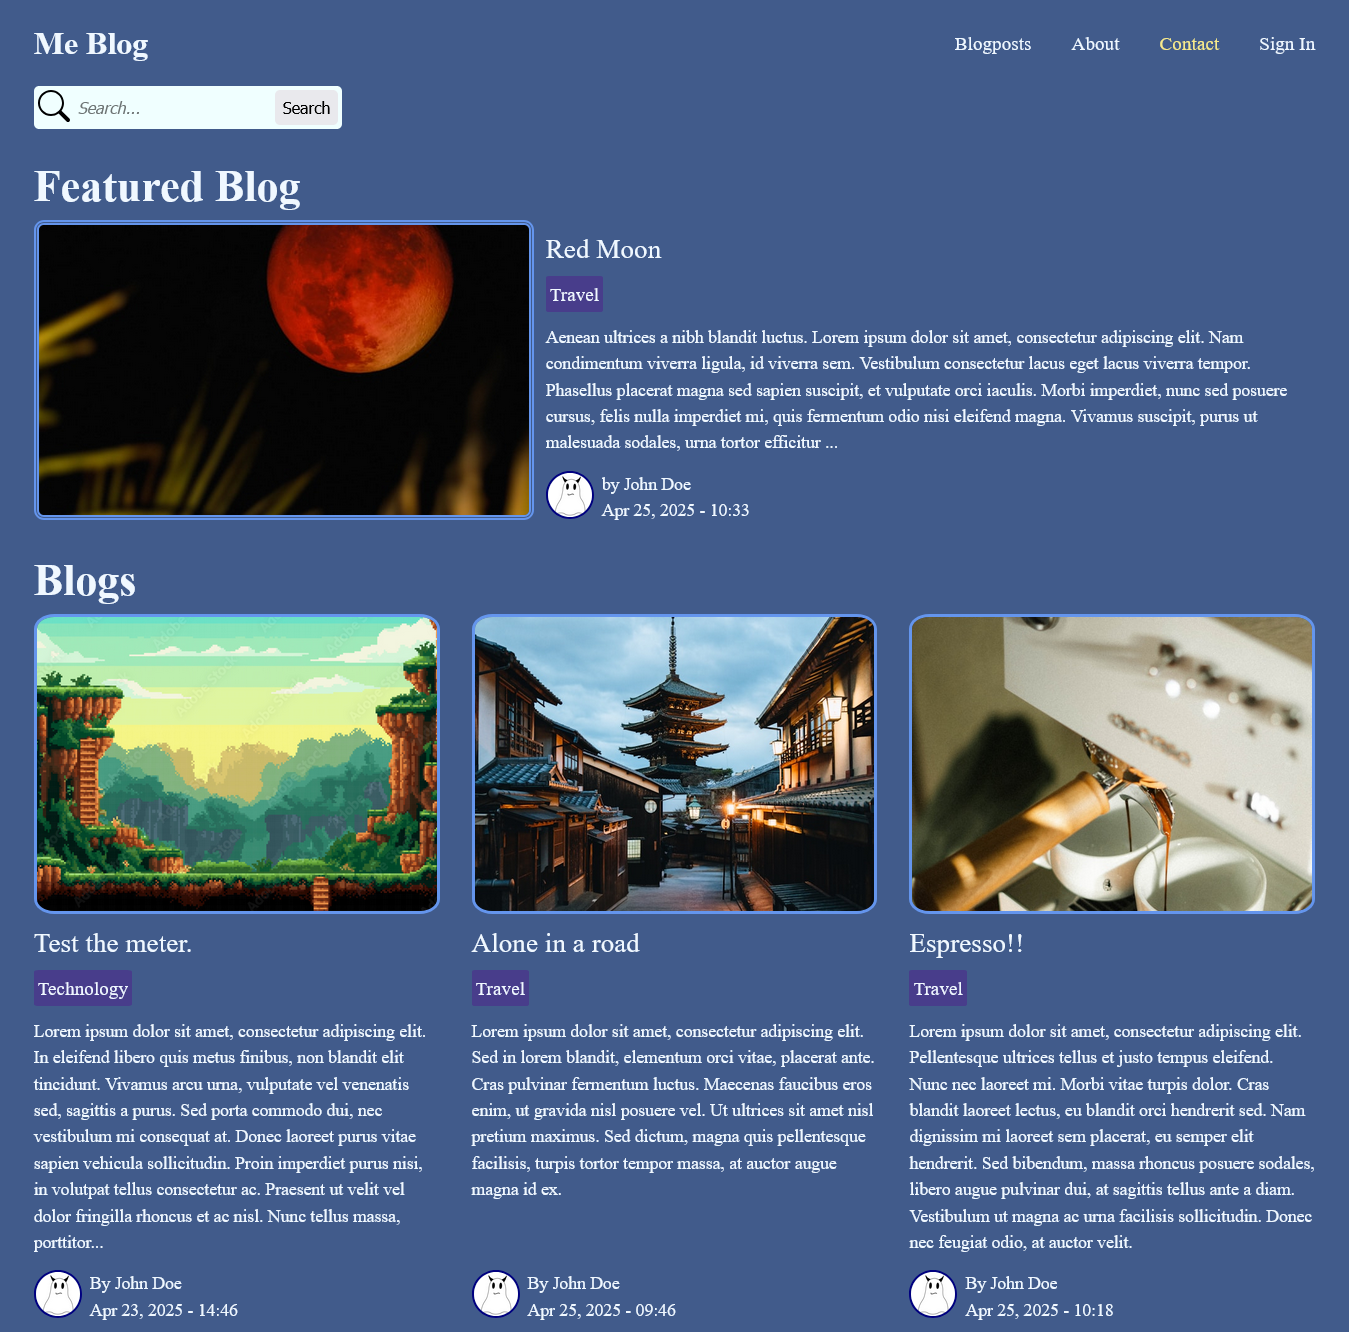 Me Blog
Blogposts
About
Contact
Sign In
Search...
Search
Featured Blog
Red Moon
Travel
Aenean ultrices a nibh blandit luctus. Lorem ipsum dolor sit amet, consectetur adipiscing elit. Nam
condimentum viverra ligula, id viverra sem. Vestibulum consectetur lacus eget lacus viverra tempor.
Phasellus placerat magna sed sapien suscipit, et vulputate orci iaculis. Morbi imperdiet, nunc sed posuere
cursus, felis nulla imperdiet mi, quis fermentum odio nisi eleifend magna. Vivamus suscipit, purus ut
malesuada sodales, urna tortor efficitur ...
by John Doe
Apr 25, 2025 - 10:33
Blogs
Test the meter.
Technology
Lorem ipsum dolor sit amet, consectetur adipiscing elit.
In eleifend libero quis metus finibus, non blandit elit
tincidunt. Vivamus arcu urna, vulputate vel venenatis
sed, sagittis a purus. Sed porta commodo dui, nec
vestibulum mi consequat at. Donec laoreet purus vitae
sapien vehicula sollicitudin. Proin imperdiet purus nisi,
in volutpat tellus consectetur ac. Praesent ut velit vel
dolor fringilla rhoncus et ac nisl. Nunc tellus massa,
porttitor...
By John Doe
Apr 23, 2025 - 14:46
Alone in a road
Travel
Lorem ipsum dolor sit amet, consectetur adipiscing elit.
Sed in lorem blandit, elementum orci vitae, placerat ante.
Cras pulvinar fermentum luctus. Maecenas faucibus eros
enim, ut gravida nisl posuere vel. Ut ultrices sit amet nisl
pretium maximus. Sed dictum, magna quis pellentesque
facilisis, turpis tortor tempor massa, at auctor augue
magna id ex.
By John Doe
Apr 25, 2025 - 09:46
Espresso!!
Travel
Lorem ipsum dolor sit amet, consectetur adipiscing elit.
Pellentesque ultrices tellus et justo tempus eleifend.
Nunc nec laoreet mi. Morbi vitae turpis dolor. Cras
blandit laoreet lectus, eu blandit orci hendrerit sed. Nam
dignissim mi laoreet sem placerat, eu semper elit
hendrerit. Sed bibendum, massa rhoncus posuere sodales,
libero augue pulvinar dui, at sagittis tellus ante a diam.
Vestibulum ut magna ac urna facilisis sollicitudin. Donec
nec feugiat odio, at auctor velit.
By John Doe
Apr 25, 2025 - 10:18